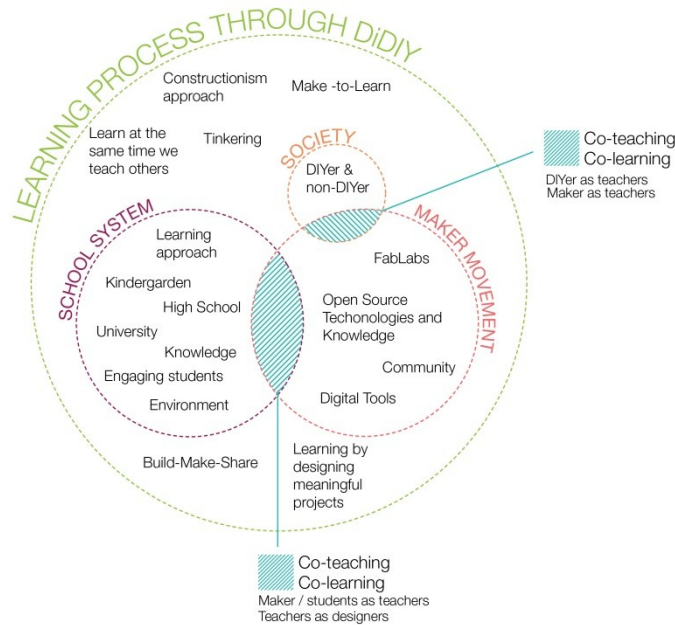 LEARNING PROCESS THROUGH DiDIY
Constructionism
approach
Make -to-Learn
Learn at the
same time we
teach others
Tinkering
SOCIETY
DIYer &
non-DIYer
Co-teaching
Co-learning
DIYer as teachers
Maker as teachers
SCHOOL SYSTEM
Learning
approach
Kindergarden
High School
University
Knowledge
Engaging students
Environment
MAKER MOVEMENT
FabLabs
Open Source
Techonologies and
Knowledge
Community
Digital Tools
Build-Make-Share
Learning by
designing
meaningful
projects
Co-teaching
Co-learning
Maker / students as teachers
Teachers as designers